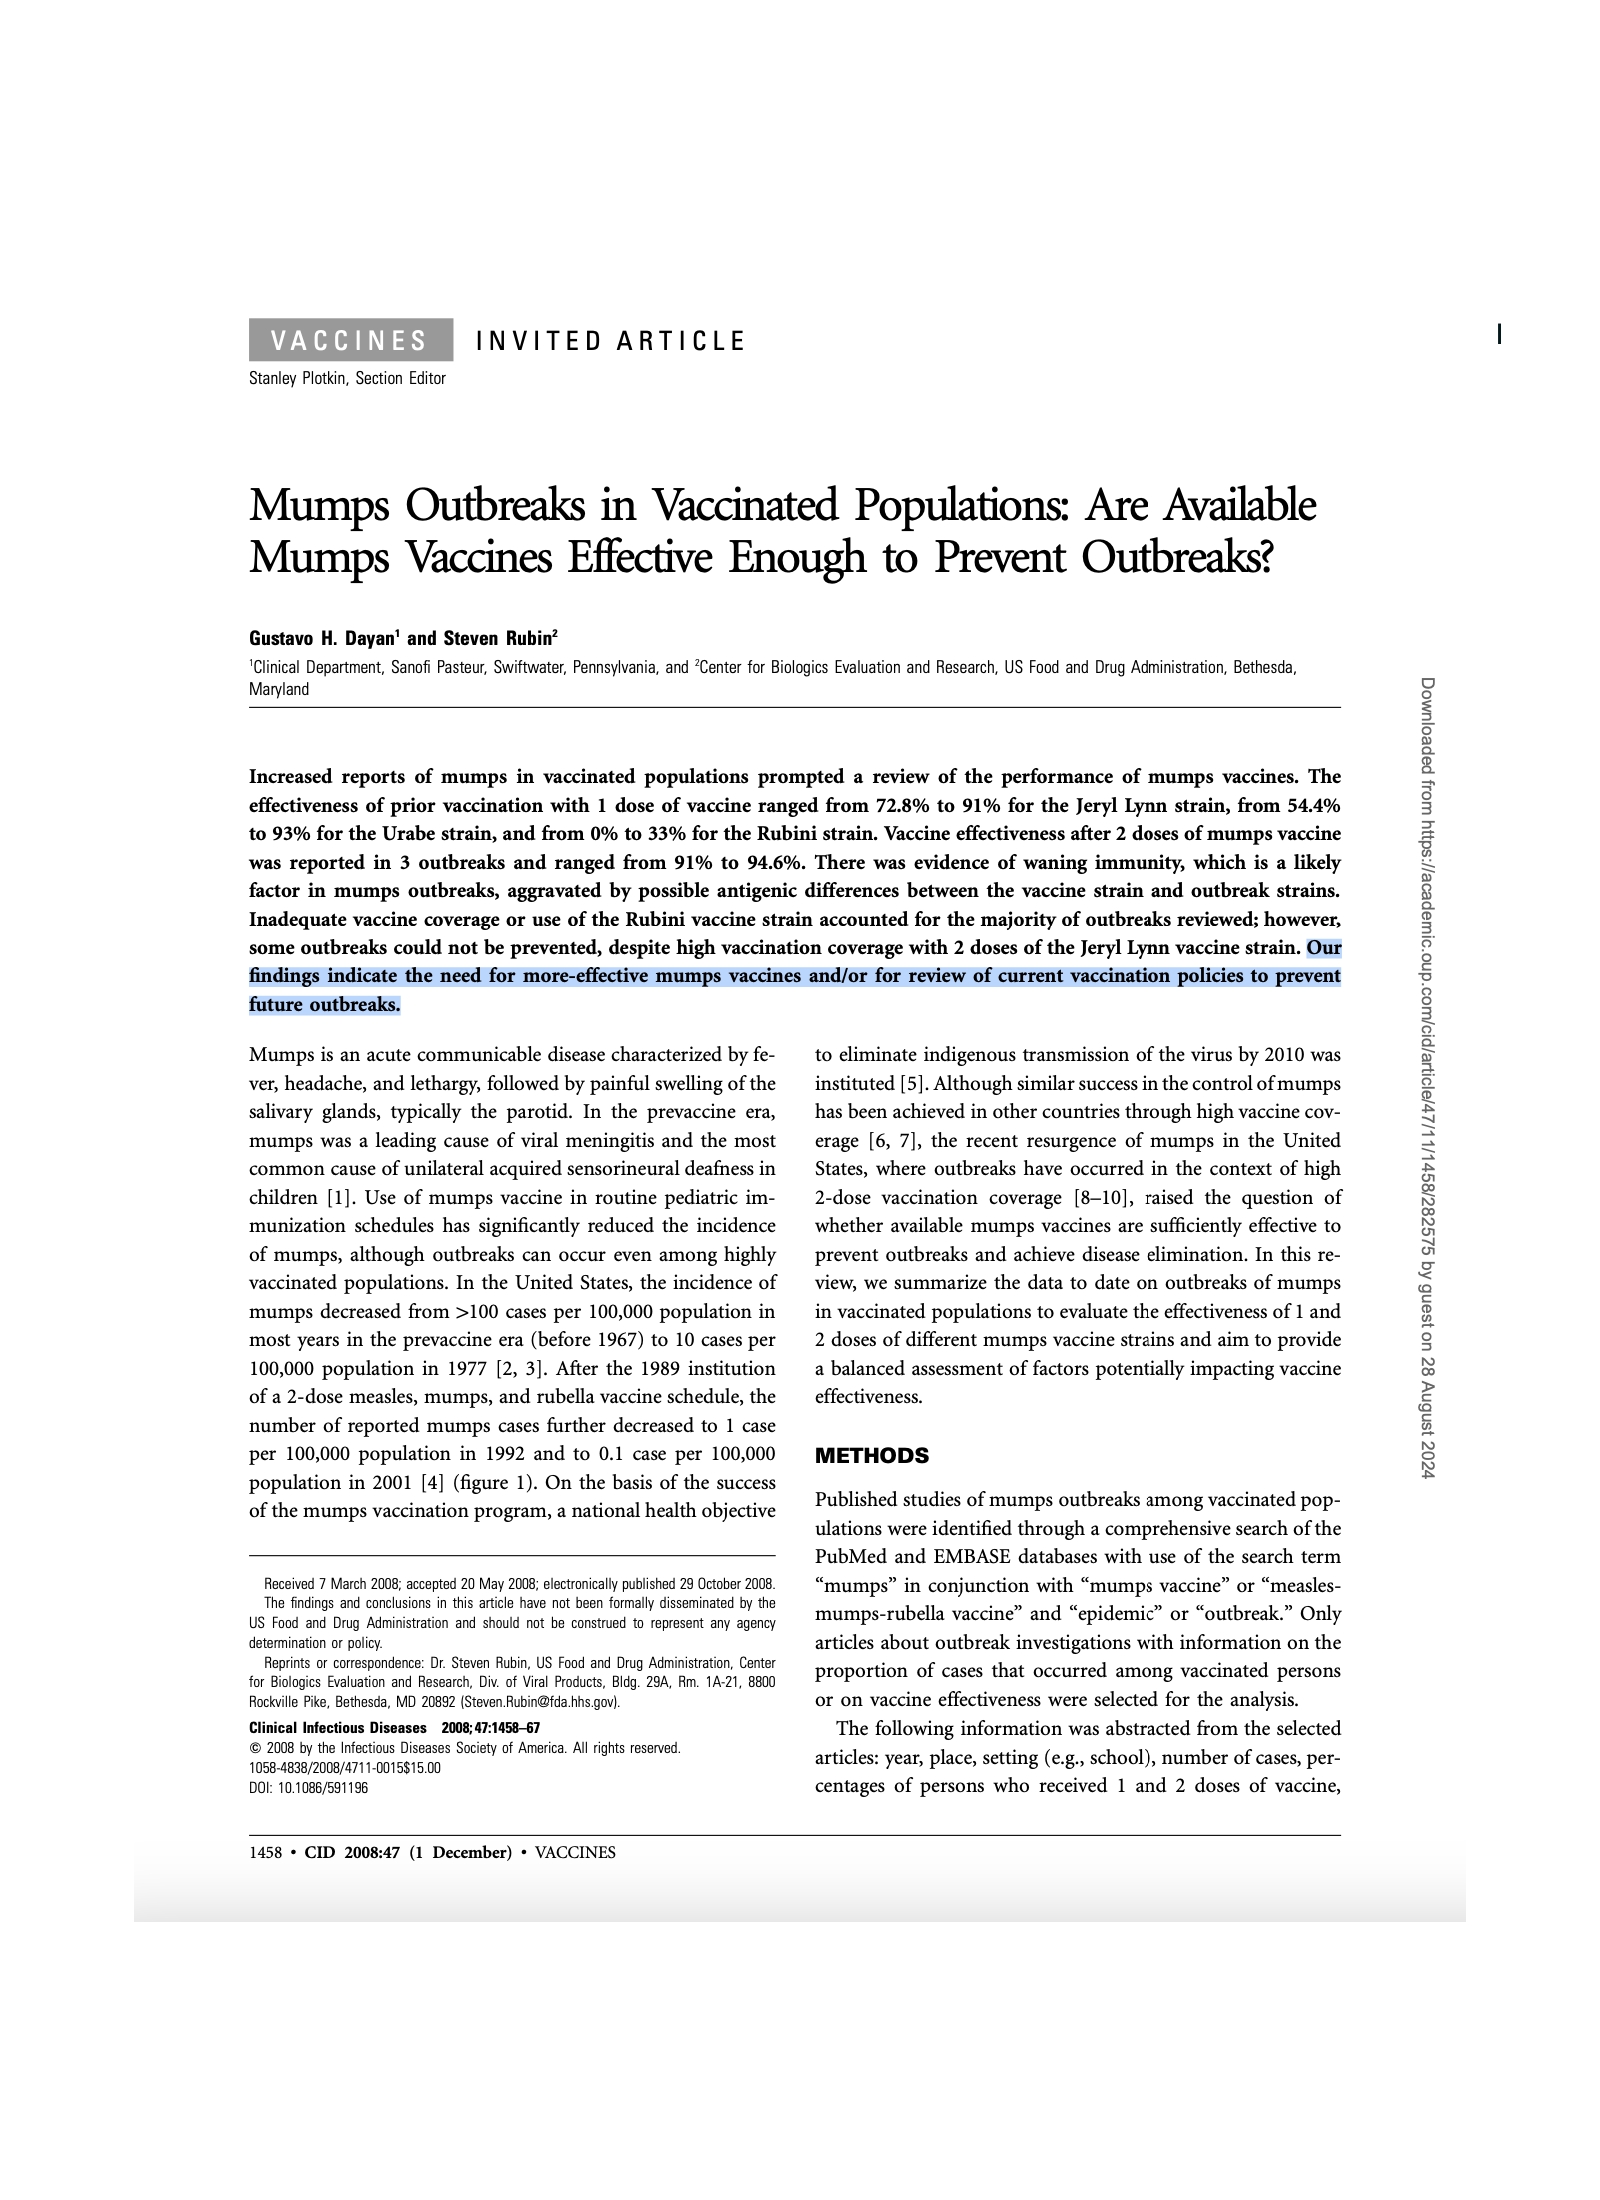 VACCINES INVITED ARTICLE
Stanley Plotkin, Section Editor
Mumps Outbreaks in Vaccinated Populations: Are Available
Mumps Vaccines Effective Enough to Prevent Outbreaks?
Gustavo H. Dayan¹ and Steven Rubin²
¹Clinical Department, Sanofi Pasteur, Swiftwater, Pennsylvania, and ²Center for Biologics Evaluation and Research, US Food and Drug Administration, Bethesda,
Maryland
Increased reports of mumps in vaccinated populations prompted a review of the performance of mumps vaccines. The
effectiveness of prior vaccination with 1 dose of vaccine ranged from 72.8% to 91% for the Jeryl Lynn strain, from 54.4%
to 93% for the Urabe strain, and from 0% to 33% for the Rubini strain. Vaccine effectiveness after 2 doses of mumps vaccine
was reported in 3 outbreaks and ranged from 91% to 94.6%. There was evidence of waning immunity, which is a likely
factor in mumps outbreaks, aggravated by possible antigenic differences between the vaccine strain and outbreak strains.
Inadequate vaccine coverage or use of the Rubini vaccine strain accounted for the majority of outbreaks reviewed; however,
some outbreaks could not be prevented, despite high vaccination coverage with 2 doses of the Jeryl Lynn vaccine strain. Our
findings indicate the need for more-effective mumps vaccines and/or for review of current vaccination policies to prevent
future outbreaks.
Mumps is an acute communicable disease characterized by fe-
ver, headache, and lethargy, followed by painful swelling of the
salivary glands, typically the parotid. In the prevaccine era,
mumps was a leading cause of viral meningitis and the most
common cause of unilateral acquired sensorineural deafness in
children [1]. Use of mumps vaccine in routine pediatric im-
munization schedules has significantly reduced the incidence
of mumps, although outbreaks can occur even among highly
vaccinated populations. In the United States, the incidence of
mumps decreased from >100 cases per 100,000 population in
most years in the prevaccine era (before 1967) to 10 cases per
100,000 population in 1977 [2, 3]. After the 1989 institution
of a 2-dose measles, mumps, and rubella vaccine schedule, the
number of reported mumps cases further decreased to 1 case
per 100,000 population in 1992 and to 0.1 case per 100,000
population in 2001 [4] (figure 1). On the basis of the success
of the mumps vaccination program, a national health objective
Received 7 March 2008; accepted 20 May 2008; electronically published 29 October 2008.
The findings and conclusions in this article have not been formally disseminated by the
US Food and Drug Administration and should not be construed to represent any agency
determination or policy.
Reprints or correspondence: Dr. Steven Rubin, US Food and Drug Administration, Center
for Biologics Evaluation and Research, Div. of Viral Products, Bldg. 29A, Rm. 1A-21, 8800
Rockville Pike, Bethesda, MD 20892 (Steven.Rubin@fda.hhs.gov).
Clinical Infectious Diseases 2008;47:1458–67
© 2008 by the Infectious Diseases Society of America. All rights reserved.
1058-4838/2008/4711-0015$15.00
DOI: 10.1086/591196
to eliminate indigenous transmission of the virus by 2010 was
instituted [5]. Although similar success in the control of mumps
has been achieved in other countries through high vaccine cov-
erage [6, 7], the recent resurgence of mumps in the United
States, where outbreaks have occurred in the context of high
2-dose vaccination coverage [8–10], raised the question of
whether available mumps vaccines are sufficiently effective to
prevent outbreaks and achieve disease elimination. In this re-
view, we summarize the data to date on outbreaks of mumps
in vaccinated populations to evaluate the effectiveness of 1 and
2 doses of different mumps vaccine strains and aim to provide
a balanced assessment of factors potentially impacting vaccine
effectiveness.
METHODS
Published studies of mumps outbreaks among vaccinated pop-
ulations were identified through a comprehensive search of the
PubMed and EMBASE databases with use of the search term
“mumps” in conjunction with “mumps vaccine” or “measles-
mumps-rubella vaccine” and “epidemic” or “outbreak.” Only
articles about outbreak investigations with information on the
proportion of cases that occurred among vaccinated persons
or on vaccine effectiveness were selected for the analysis.
The following information was abstracted from the selected
articles: year, place, setting (e.g., school), number of cases, per-
centages of persons who received 1 and 2 doses of vaccine,
1458 • CID 2008:47 (1 December) • VACCINES
Downloaded from https://academic.oup.com/cid/article/47/11/1458/282575 by guest on 28 August 2024